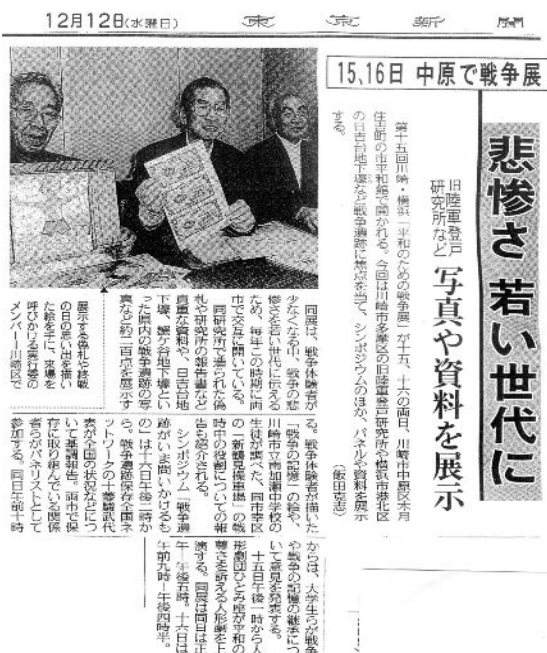 12月12日(水曜日)
東京新聞
15,16日 中原で戦争展
悲惨さ 若い世代に
旧陸軍登戸
研究所など
写真や資料を展示
第十五回川崎・横浜「平和のための戦争展」が十五、十六の両日、川崎市中原区木月
住吉町の市平和館で開かれる。今回は川崎市多摩区の旧陸軍登戸研究所や横浜市港北区
の日吉台地下壕など戦争遺跡に焦点を当て、シンポジウムのほか、パネルや資料を展示
する。
(飯田克志)
同展は、戦争体験者が
少なくなる中、戦争の悲
惨さを若い世代に伝える
ため、毎年この時期に両
市で交互に開いている。
同研究所で造られた偽
札や研究所の報告書など
貴重な資料や、日吉台地
下壕、蟹ケ谷地下壕とい
った県内の戦争遺跡の写
真など約二百点を展示す
展示する偽札や終戦
の日の思い出を描い
た絵を手に、来場を
呼びかける実行委の
メンバー=川崎区で
る。戦争体験者が描いた
「戦争の記憶」の絵や、
川崎市立南加瀬中学校の
生徒が調べた、同市幸区
の「新鶴見操車場」の戦
時中の役割についての報
告も紹介される。
シンポジウム「戦争遺
跡がいま問いかけるも
の」は十六日午後二時か
ら。戦争遺跡保存全国ネ
ットワークの十菱駿武代
表が全国の状況などにつ
いて基調報告。両市で保
存に取り組んでいる関係
者らがパネリストとして
参加する。同日午前十時
からは、大学生らが戦争
や戦争の記憶の継承につ
いて意見を発表する。
十五日午後一時から人
形劇団ひとみ座が平和の
尊さを訴える人形劇を上
演する。同展は同日は正
午―午後五時。十六日は
午前九時―午後四時半。